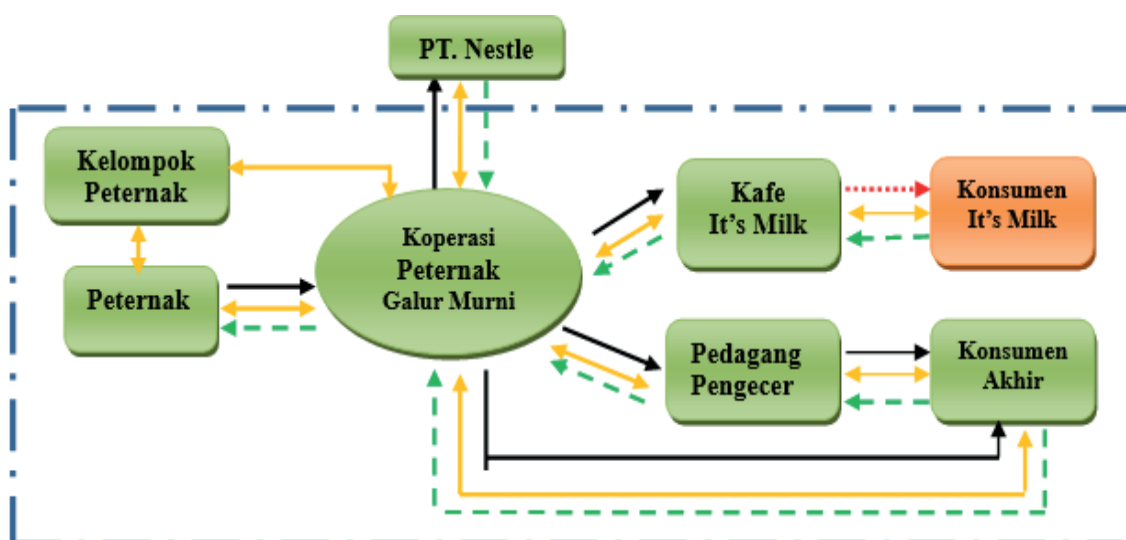 PT. Nestle
Kelompok
Peternak
Peternak
Koperasi
Peternak
Galur Murni
Kafe
It's Milk
Konsumen
It's Milk
Pedagang
Pengecer
Konsumen
Akhir